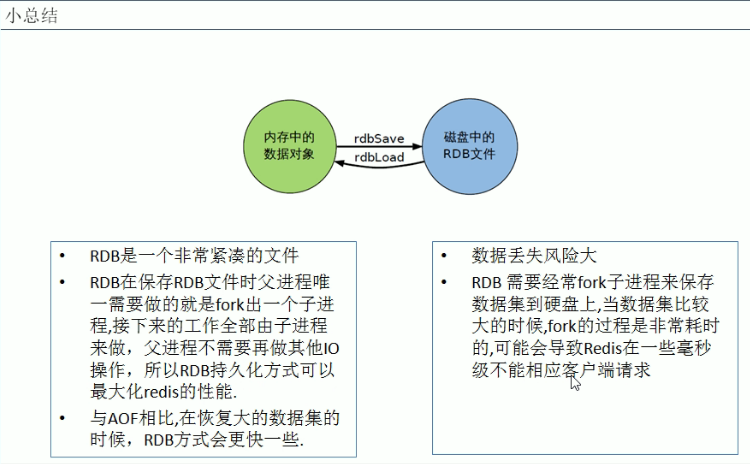 小总结
内存中的
数据对象
rdbSave
rdbLoad
磁盘中的
RDB文件
• RDB是一个非常紧凑的文件
• RDB在保存RDB文件时父进程唯
一需要做的就是fork出一个子进
程,接下来的工作全部由子进程
来做，父进程不需要再做其他IO
操作，所以RDB持久化方式可以
最大化redis的性能.
• 与AOF相比,在恢复大的数据集的
时候，RDB方式会更快一些.
• 数据丢失风险大
• RDB 需要经常fork子进程来保存
数据集到硬盘上,当数据集比较
大的时候,fork的过程是非常耗时
的,可能会导致Redis在一些毫秒
级不能相应客户端请求